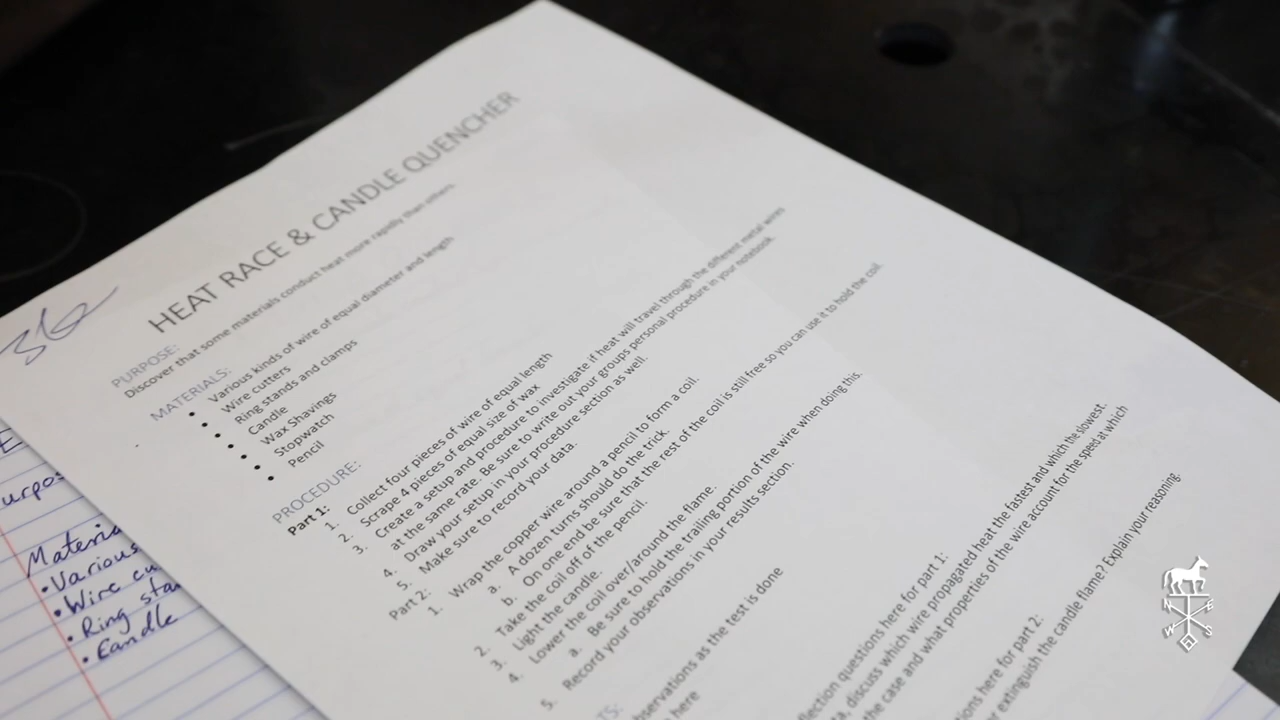 36
HEAT RACE & CANDLE QUENCHER
PURPOSE:
Discover that some materials conduct heat more rapidly than others.
MATERIALS:
• Various kinds of wire of equal diameter and length
• Wire cutters
• Ring stands and clamps
• Candle
• Wax Shavings
• Stopwatch
• Pencil
PROCEDURE:
Part 1:
1. Collect four pieces of wire of equal length
2. Scrape 4 pieces of equal size of wax
3. Create a setup and procedure to investigate if heat will travel through the different metal wires
at the same rate. Be sure to write out your groups personal procedure in your notebook.
4. Draw your setup in your procedure section as well.
5. Make sure to record your data.
Part 2:
1. Wrap the copper wire around a pencil to form a coil.
a. A dozen turns should do the trick.
b. On one end be sure that the rest of the coil is still free so you can use it to hold the coil.
2. Take the coil off of the pencil.
3. Light the candle.
4. Lower the coil over/around the flame.
a. Be sure to hold the trailing portion of the wire when doing this.
5. Record your observations in your results section.
observations as the test is done
here
questions here for part 1:
discuss which wire propagated heat the fastest and which the slowest.
the case and what properties of the wire account for the speed at which
here for part 2:
extinguish the candle flame? Explain your reasoning.
Materia
• Various
• Wire cu
• Ring sta
• Candle
N
W E
S